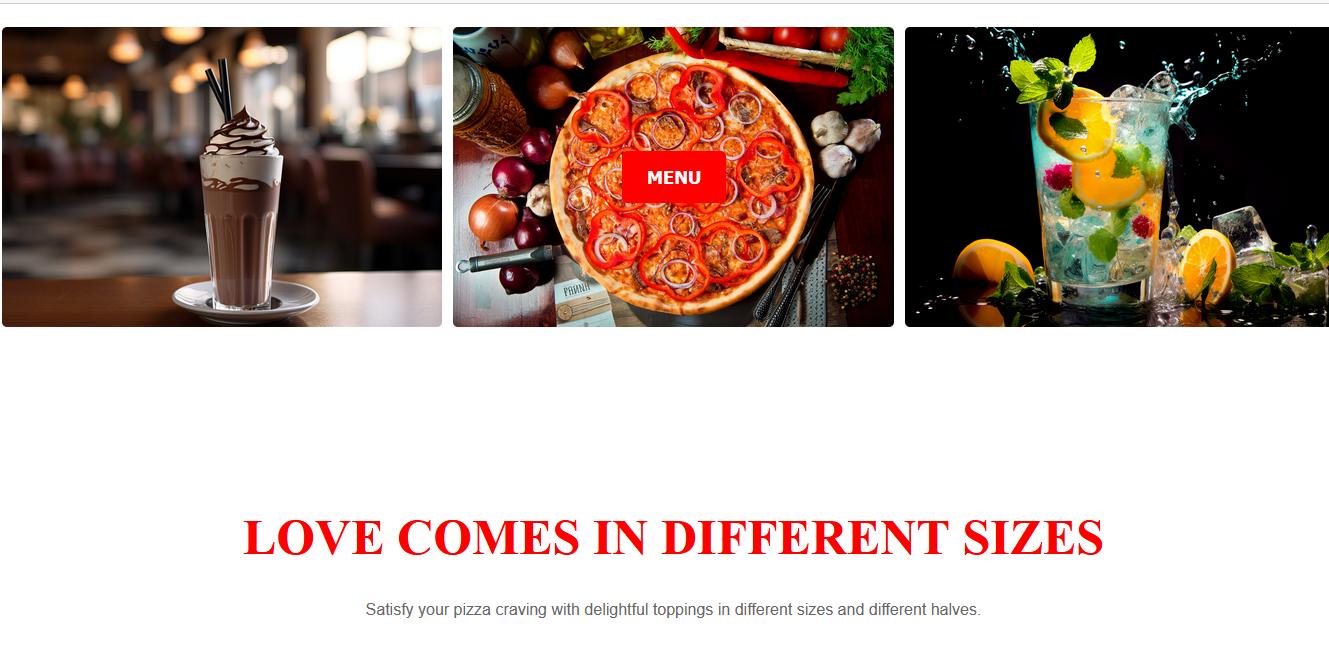 MENU
РАИИА
LOVE COMES IN DIFFERENT SIZES
Satisfy your pizza craving with delightful toppings in different sizes and different halves.